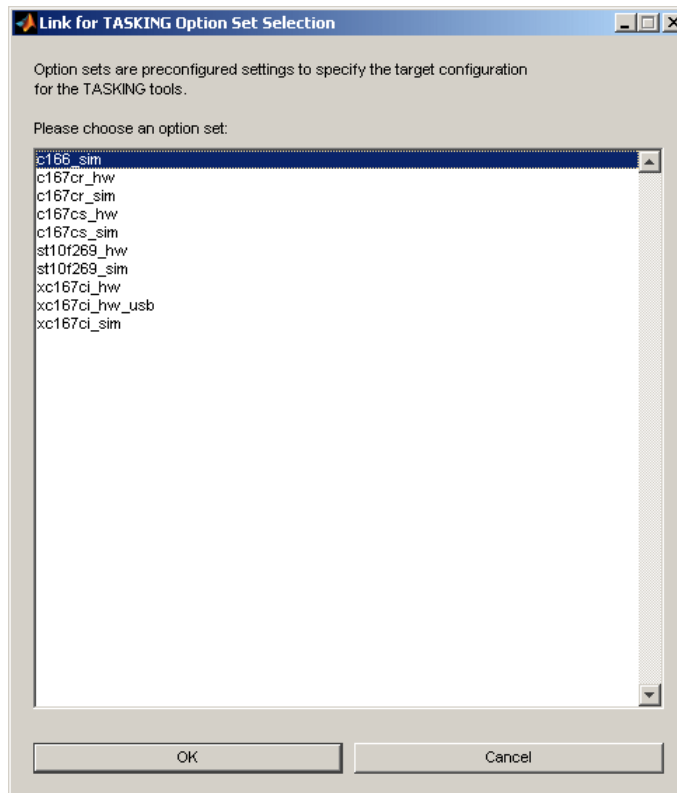 Link for TASKING Option Set Selection
Option sets are preconfigured settings to specify the target configuration
for the TASKING tools.
Please choose an option set:
c166_sim
c167cr_hw
c167cr_sim
c167cs_hw
c167cs_sim
st10f269_hw
st10f269_sim
xc167ci_hw
xc167ci_hw_usb
xc167ci_sim
OK
Cancel